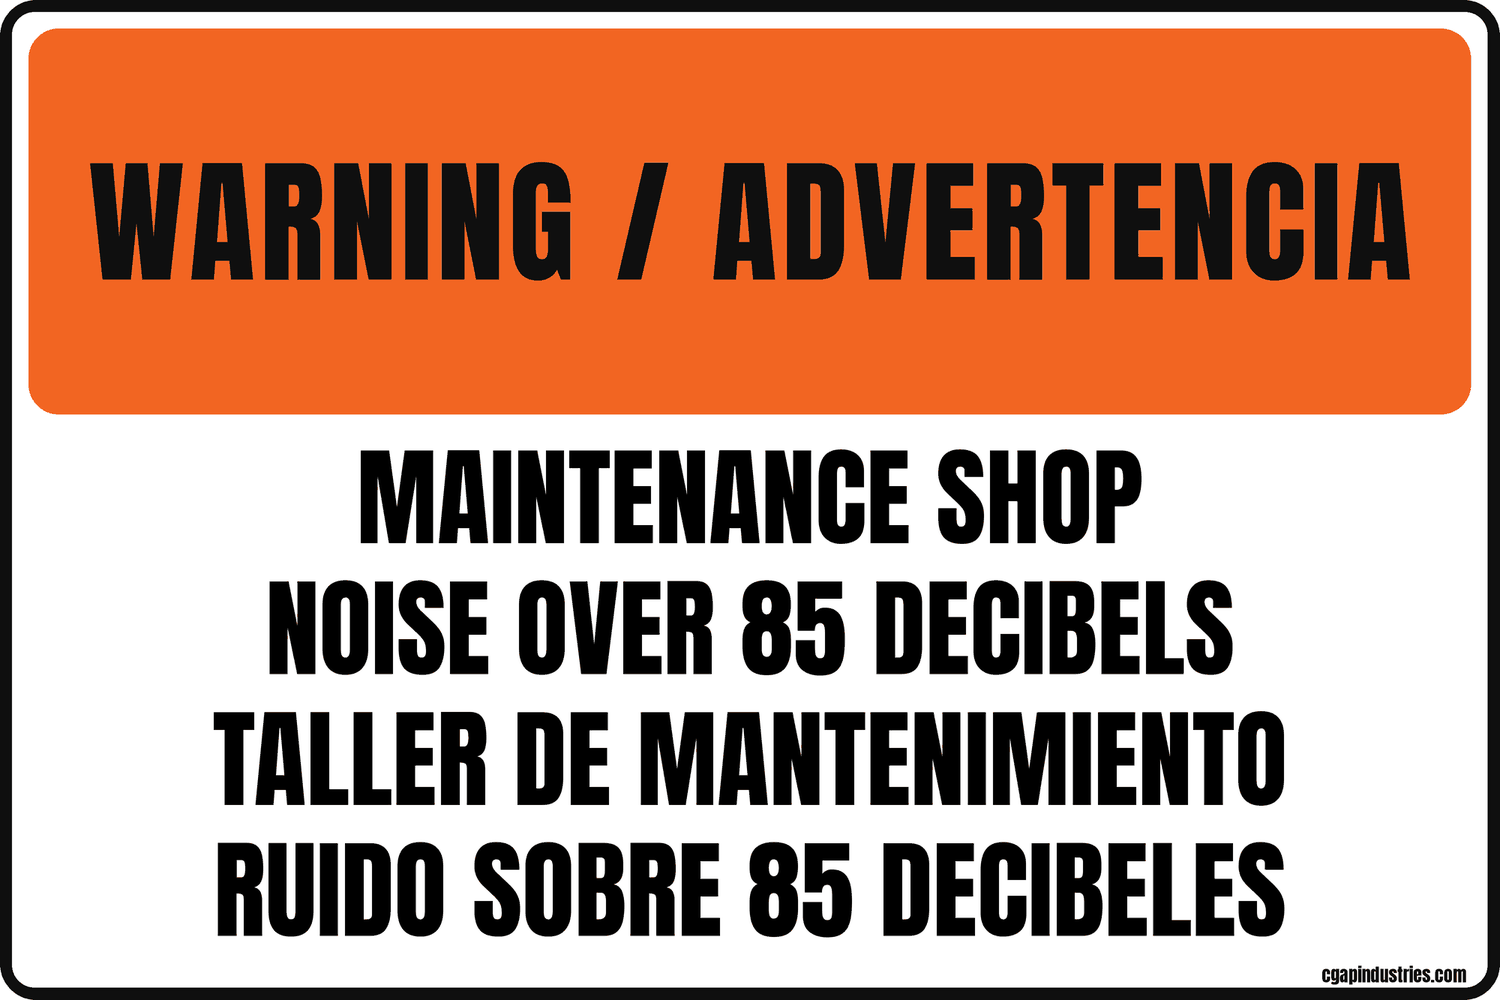 WARNING / ADVERTENCIA
MAINTENANCE SHOP
NOISE OVER 85 DECIBELS
TALLER DE MANTENIMIENTO
RUIDO SOBRE 85 DECIBELES
cgapindustries.com